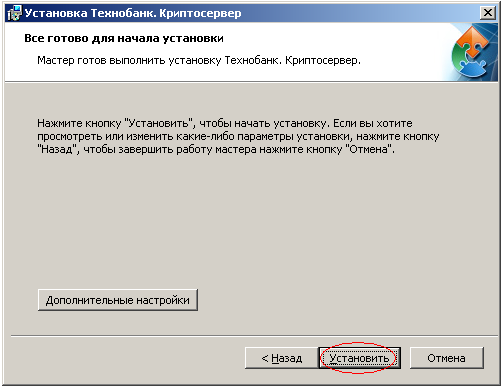 Установка Технобанк. Криптосервер
Все готово для начала установки
Мастер готов выполнить установку Технобанк. Криптосервер.
Нажмите кнопку "Установить", чтобы начать установку. Если вы хотите
просмотреть или изменить какие-либо параметры установки, нажмите кнопку
"Назад", чтобы завершить работу мастера нажмите кнопку "Отмена".
Дополнительные настройки
< Назад Установить Отмена